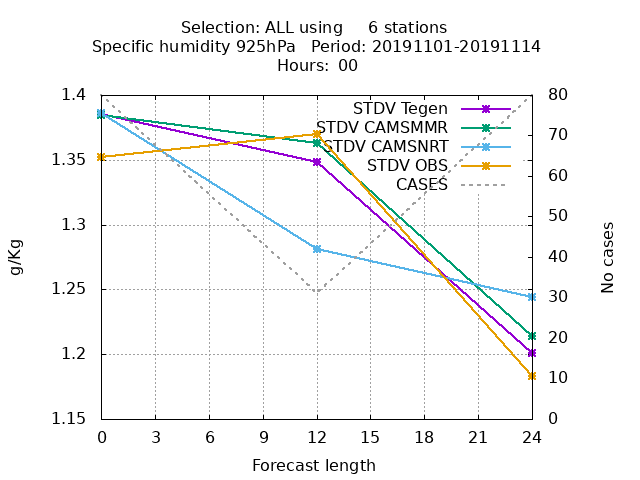 Selection: ALL using     6 stations
Specific humidity 925hPa   Period: 20191101-20191114
Hours:  00
STDV Tegen
STDV CAMSMMR
STDV CAMSNRT
STDV OBS
CASES
g/Kg
1.4
1.35
1.3
1.25
1.2
1.15
80
70
60
50
40
30
20
10
0
No cases
0 3 6 9 12 15 18 21 24
Forecast length